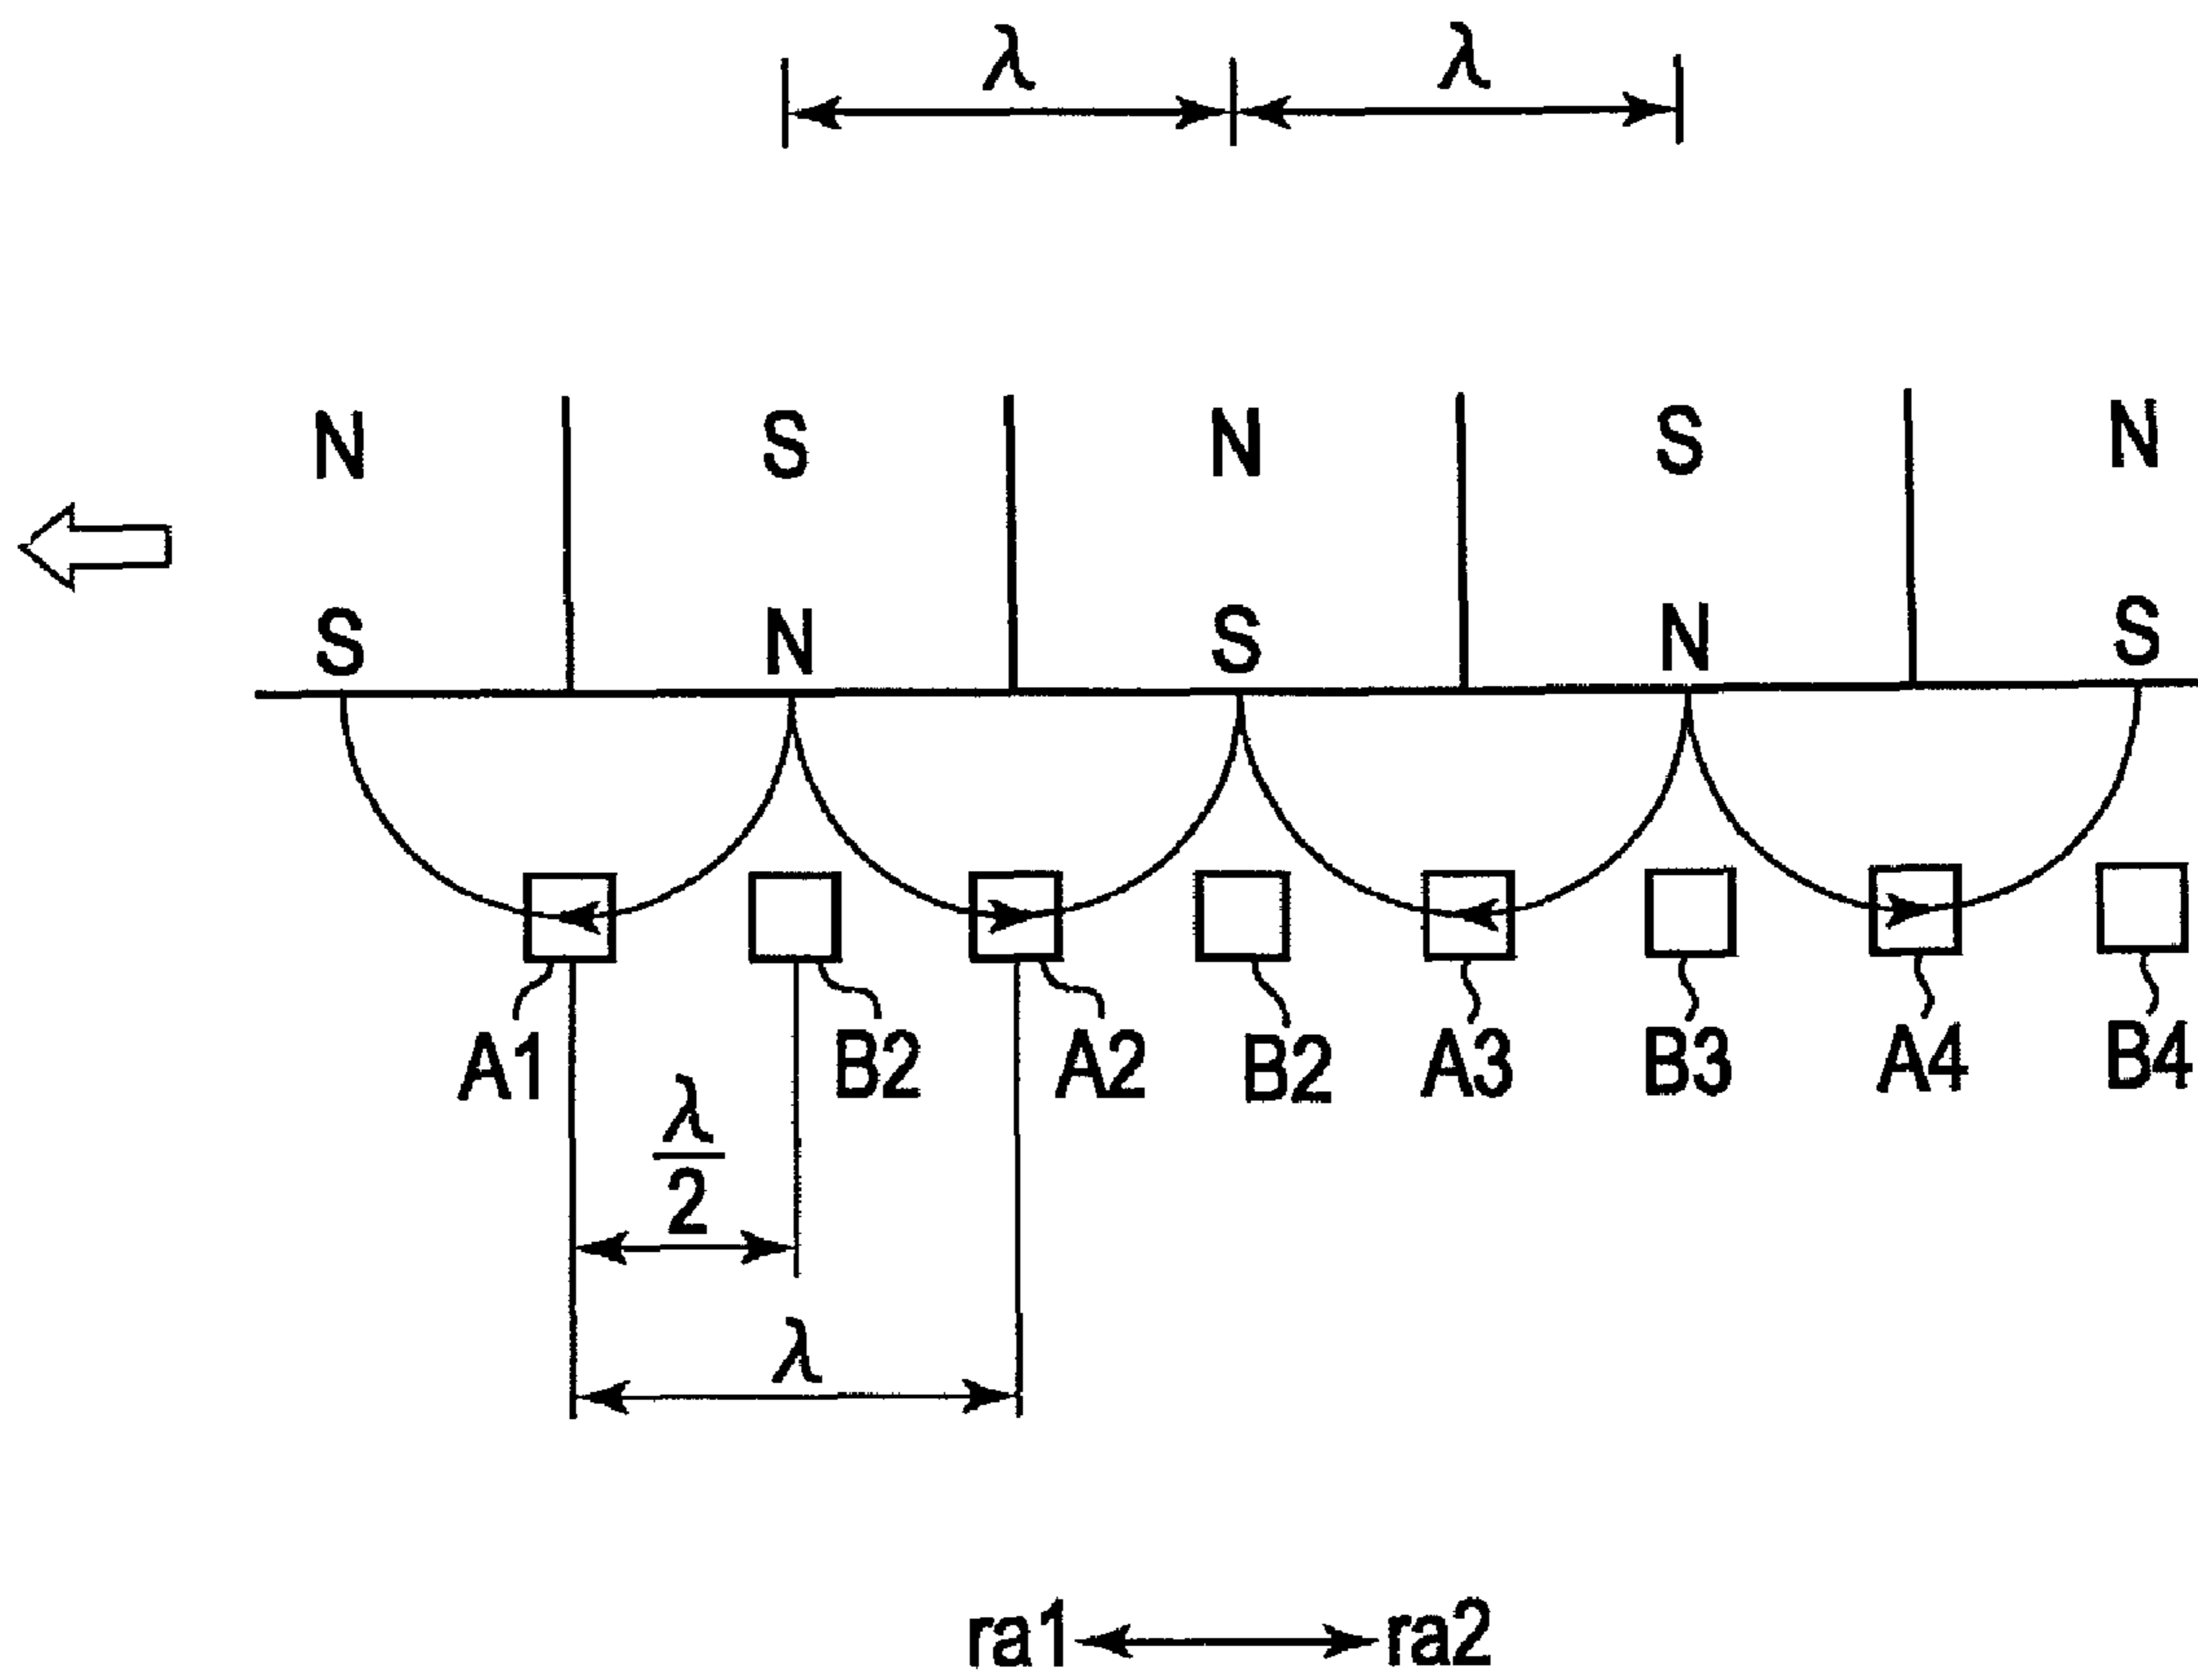 λ λ
N S N S N
S N S N S
A1 B2 A2 B2 A3 B3 A4 B4
λ
2
λ
ra1 ra2